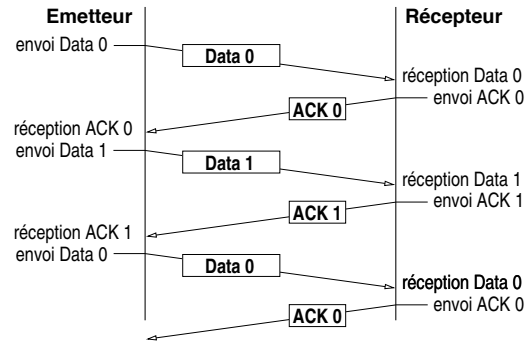 Emetteur
Récepteur
envoi Data 0
Data 0
réception Data 0
envoi ACK 0
ACK 0
réception ACK 0
envoi Data 1
Data 1
réception Data 1
envoi ACK 1
ACK 1
réception ACK 1
envoi Data 0
Data 0
réception Data 0
envoi ACK 0
ACK 0